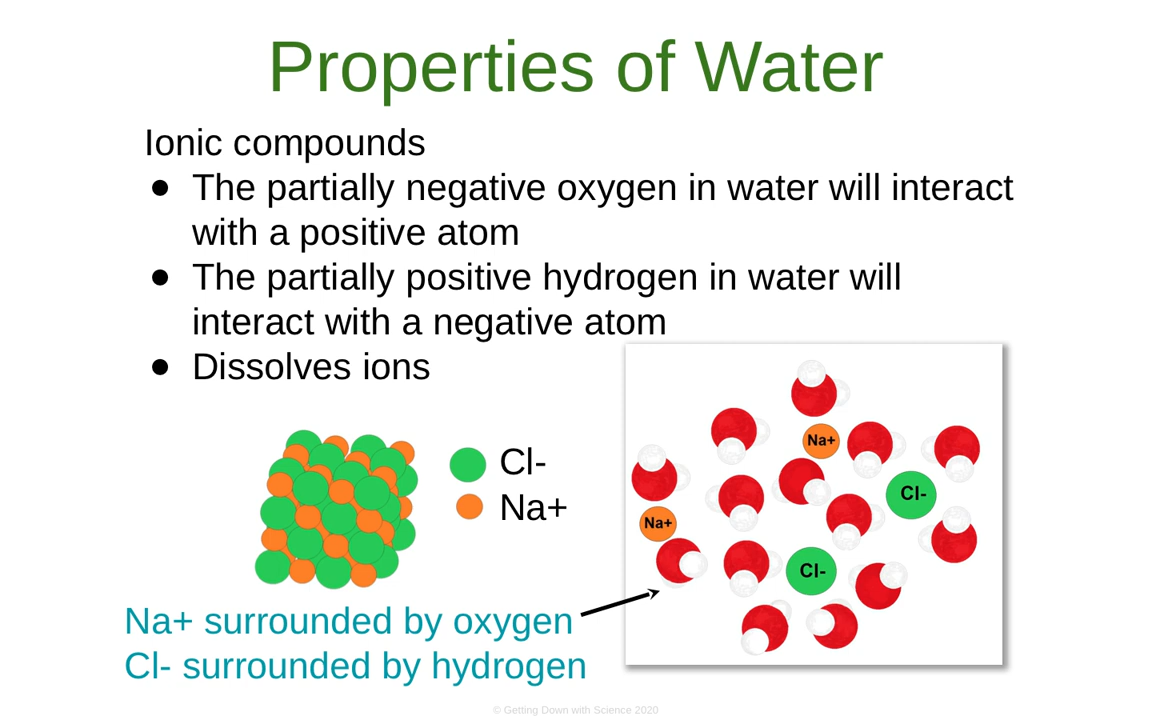 Properties of Water
Ionic compounds
● The partially negative oxygen in water will interact
with a positive atom
● The partially positive hydrogen in water will
interact with a negative atom
● Dissolves ions
Cl-
Na+
Na+
Cl-
Na+
Cl-
Na+ surrounded by oxygen
Cl- surrounded by hydrogen
© Getting Down with Science 2020